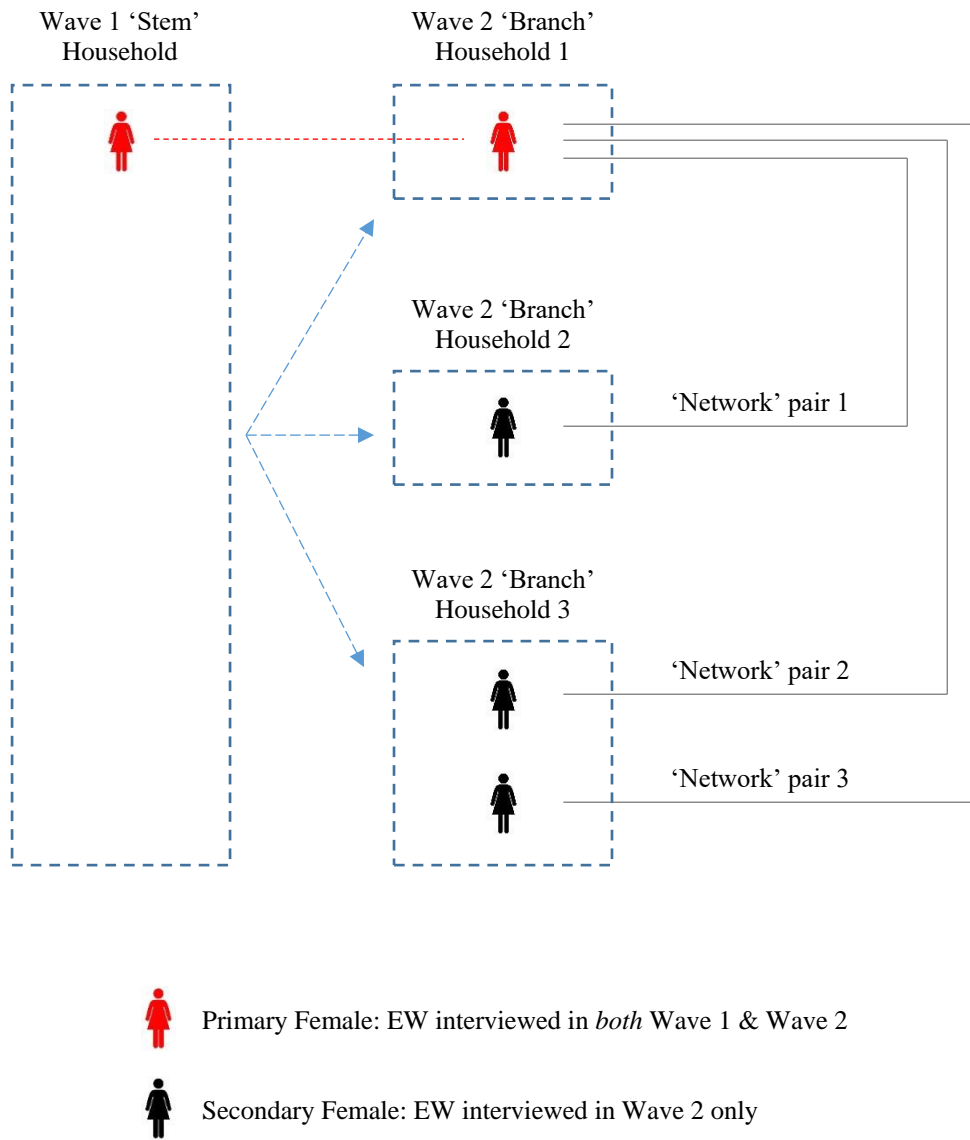 Wave 1 ‘Stem’
Household
Wave 2 ‘Branch’
Household 1
Wave 2 ‘Branch’
Household 2
‘Network’ pair 1
Wave 2 ‘Branch’
Household 3
‘Network’ pair 2
‘Network’ pair 3
Primary Female: EW interviewed in both Wave 1 & Wave 2
Secondary Female: EW interviewed in Wave 2 only